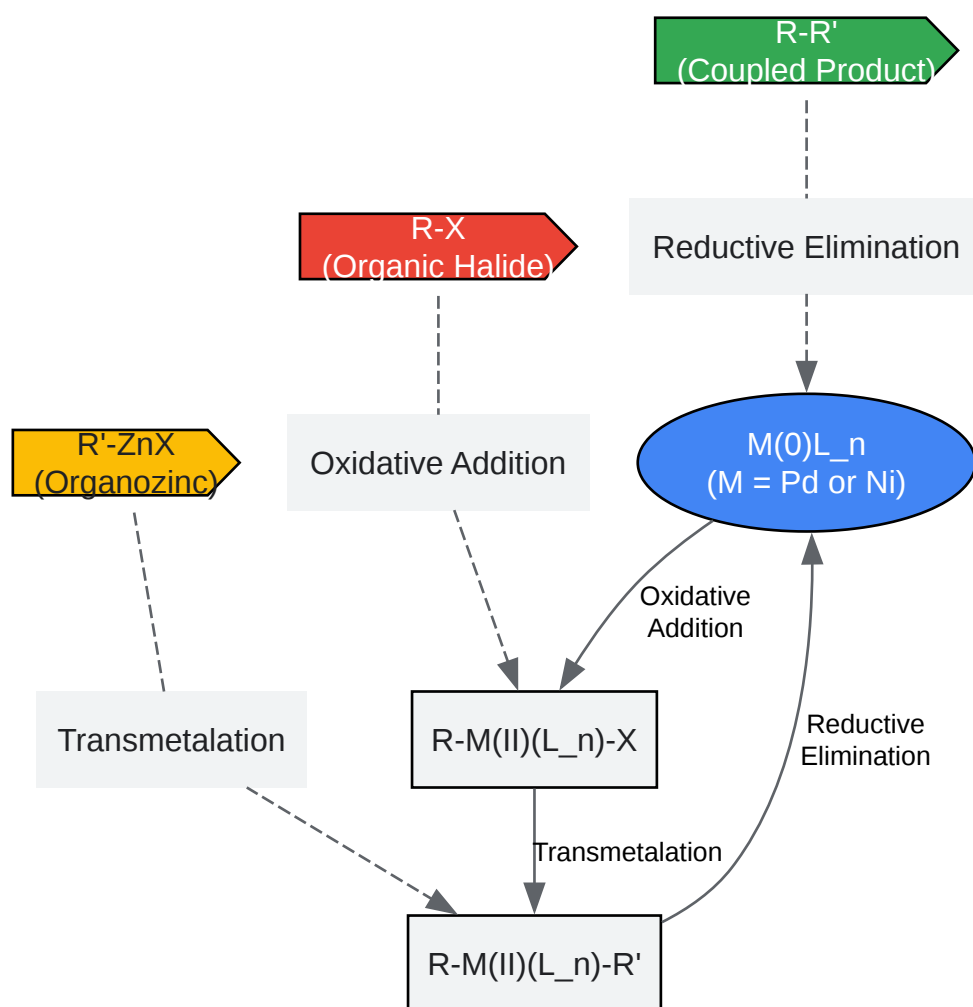 R-R'
(Coupled Product)
R-X
(Organic Halide)
Reductive Elimination
R'-ZnX
(Organozinc)
Oxidative Addition
M(0)L_n
(M = Pd or Ni)
Oxidative
Addition
Transmetalation
R-M(II)(L_n)-X
Reductive
Elimination
Transmetalation
R-M(II)(L_n)-R'